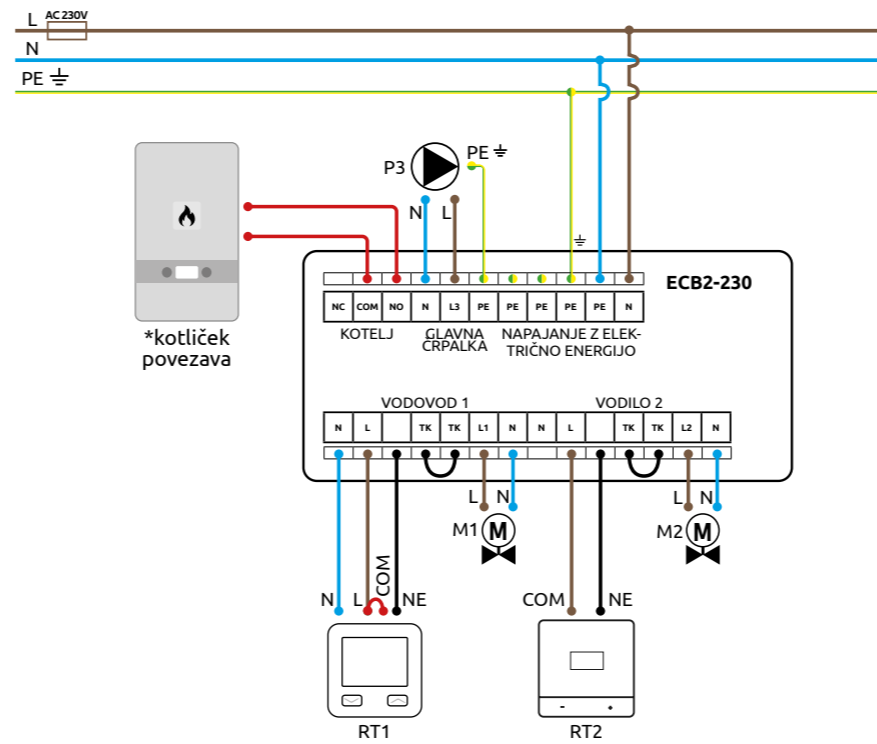 AC 230V
L
N
PE
PE
P3
N
L
ECB2-230
NC COM NO N L3 PE PE PE PE PE N
KOTELJ
GLAVNA
ČRPALKA
NAPAJANJE Z ELEK-
TRIČNO ENERGIJO
*kotliček
povezava
VODOVOD 1
VODILO 2
N L TK TK L1 N N L TK TK L2 N
L N
M1 M
L N
M2 M
COM
N L NE
COM NE
RT1
- +
RT2